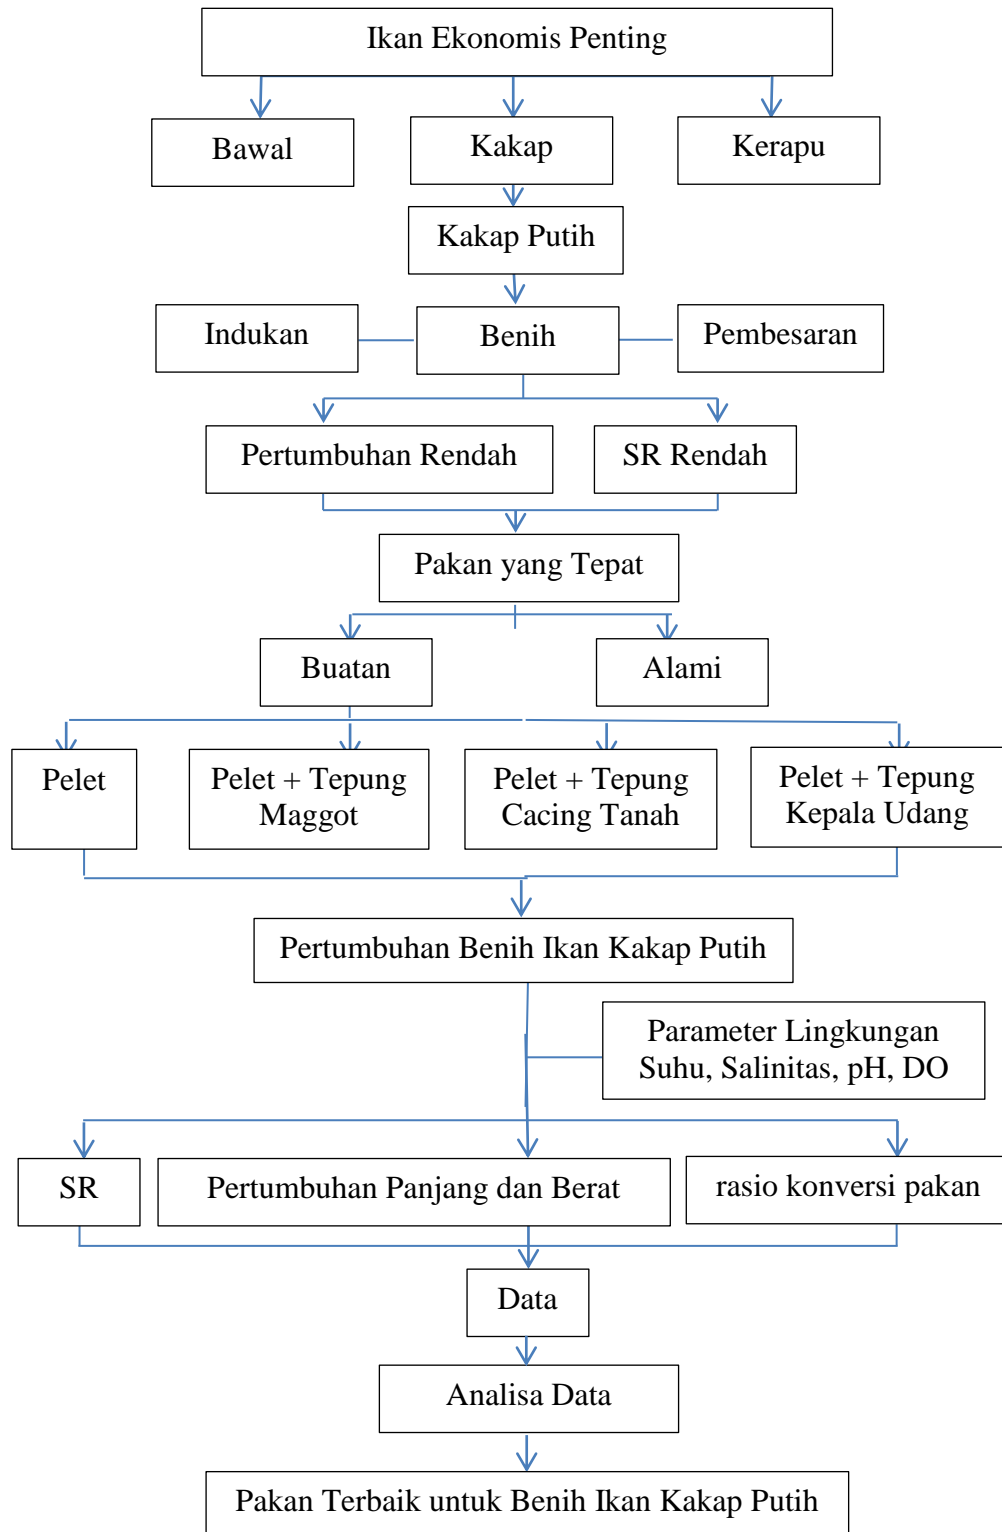 Ikan Ekonomis Penting
Bawal
Kakap
Kerapu
Kakap Putih
Indukan
Benih
Pembesaran
Pertumbuhan Rendah
SR Rendah
Pakan yang Tepat
Buatan
Alami
Pelet
Pelet + Tepung
Maggot
Pelet + Tepung
Cacing Tanah
Pelet + Tepung
Kepala Udang
Pertumbuhan Benih Ikan Kakap Putih
Parameter Lingkungan
Suhu, Salinitas, pH, DO
SR
Pertumbuhan Panjang dan Berat
rasio konversi pakan
Data
Analisa Data
Pakan Terbaik untuk Benih Ikan Kakap Putih